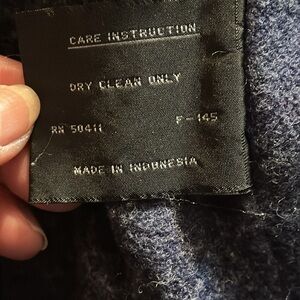 CARE INSTRUCTION
DRY CLEAN ONLY
RN 50411 F-145
MADE IN INDONESIA